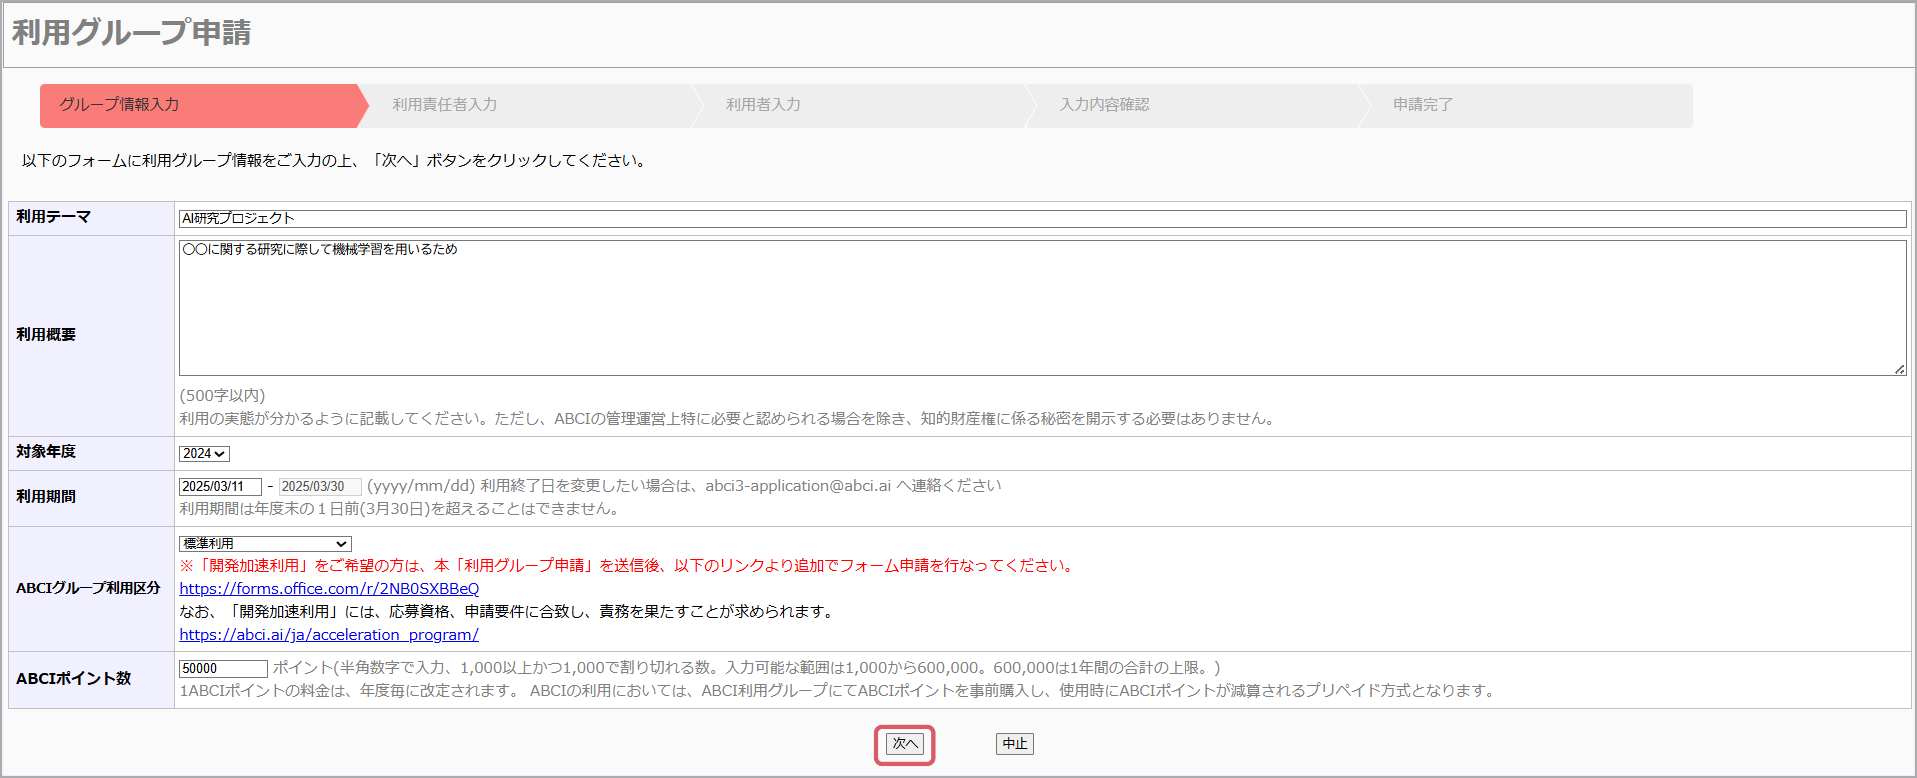 利用グループ申請
グループ情報入力
利用責任者入力
利用者入力
入力内容確認
申請完了
以下のフォームに利用グループ情報をご入力の上、「次へ」ボタンをクリックしてください。
利用テーマ
AI研究プロジェクト
利用概要
〇〇に関する研究に際して機械学習を用いるため
(500字以内)
利用の実態が分かるように記載してください。ただし、ABCIの管理運営上特に必要と認められる場合を除き、知的財産権に係る秘密を開示する必要はありません。
対象年度
2024
利用期間
2025/03/11 - 2025/03/30 (yyyy/mm/dd) 利用終了日を変更したい場合は、abci3-application@abci.ai へ連絡ください
利用期間は年度末の１日前(3月30日)を超えることはできません。
ABCIグループ利用区分
標準利用
※「開発加速利用」をご希望の方は、本「利用グループ申請」を送信後、以下のリンクより追加でフォーム申請を行なってください。
https://forms.office.com/r/2NB0SXBBeQ
なお、「開発加速利用」には、応募資格、申請要件に合致し、責務を果たすことが求められます。
https://abci.ai/ja/acceleration_program/
ABCIポイント数
50000 ポイント(半角数字で入力、1,000以上かつ1,000で割り切れる数。入力可能な範囲は1,000から600,000。600,000は1年間の合計の上限。)
1ABCIポイントの料金は、年度毎に改定されます。 ABCIの利用においては、ABCI利用グループにてABCIポイントを事前購入し、使用時にABCIポイントが減算されるプリペイド方式となります。
次へ
中止